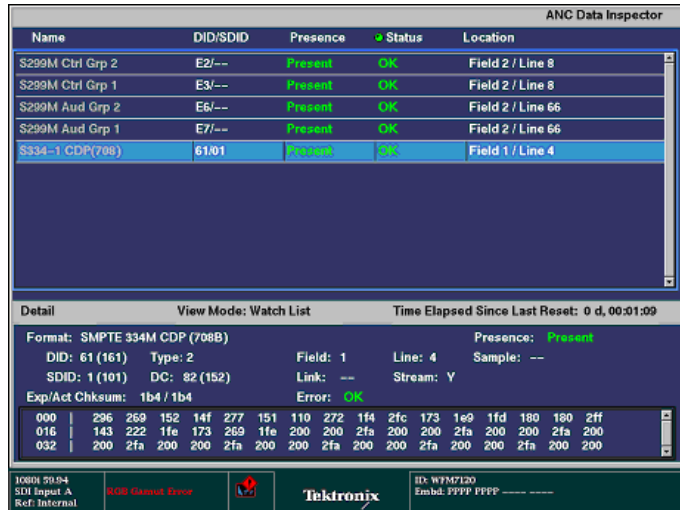 ANC Data Inspector
Name DID/SDID Presence Status Location
S299M Ctrl Grp 2 E2/-- Present OK Field 2 / Line 8
S299M Ctrl Grp 1 E3/-- Present OK Field 2 / Line 8
S299M Aud Grp 2 E6/-- Present OK Field 2 / Line 66
S299M Aud Grp 1 E7/-- Present OK Field 2 / Line 66
S334-1 CDP(708) 61/01 Present OK Field 1 / Line 4
Detail View Mode: Watch List Time Elapsed Since Last Reset: 0 d, 00:01:09
Format: SMPTE 334M CDP (708B) Presence: Present
DID: 61 (161) Type: 2 Field: 1 Line: 4 Sample: --
SDID: 1 (101) DC: 82 (152) Link: -- Stream: Y
Exp/Act Chksum: 1b4 / 1b4 Error: OK
000 | 296 269 152 14f 277 151 110 272 1f4 2fc 173 1e9 1fd 180 180 2ff
016 | 143 222 1fe 173 269 1fe 200 200 2fa 200 200 2fa 200 200 2fa 200
032 | 200 2fa 200 200 2fa 200 200 2fa 200 200 2fa 200 200 2fa 200 200
1080i 59.94
SDI Input A
Ref: Internal
RGB Gamut Error
Tektronix
ID: WFM7120
Embd: PPPP PPPP ---- ----